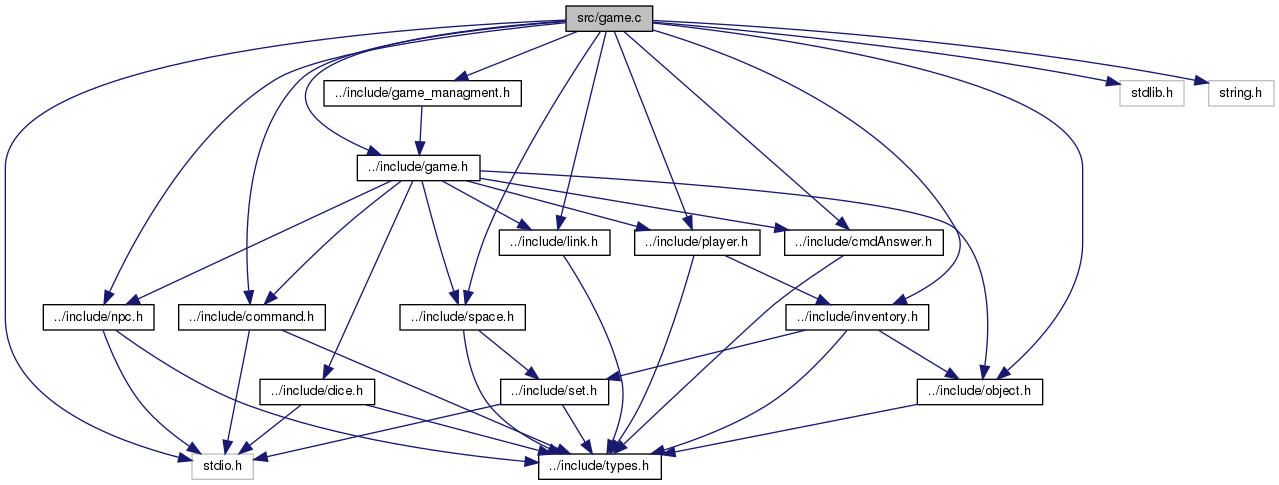 src/game.c
../include/game_managment.h
stdlib.h
string.h
../include/game.h
../include/link.h
../include/player.h
../include/cmdAnswer.h
../include/npc.h
../include/command.h
../include/space.h
../include/inventory.h
../include/dice.h
../include/set.h
../include/object.h
stdio.h
../include/types.h